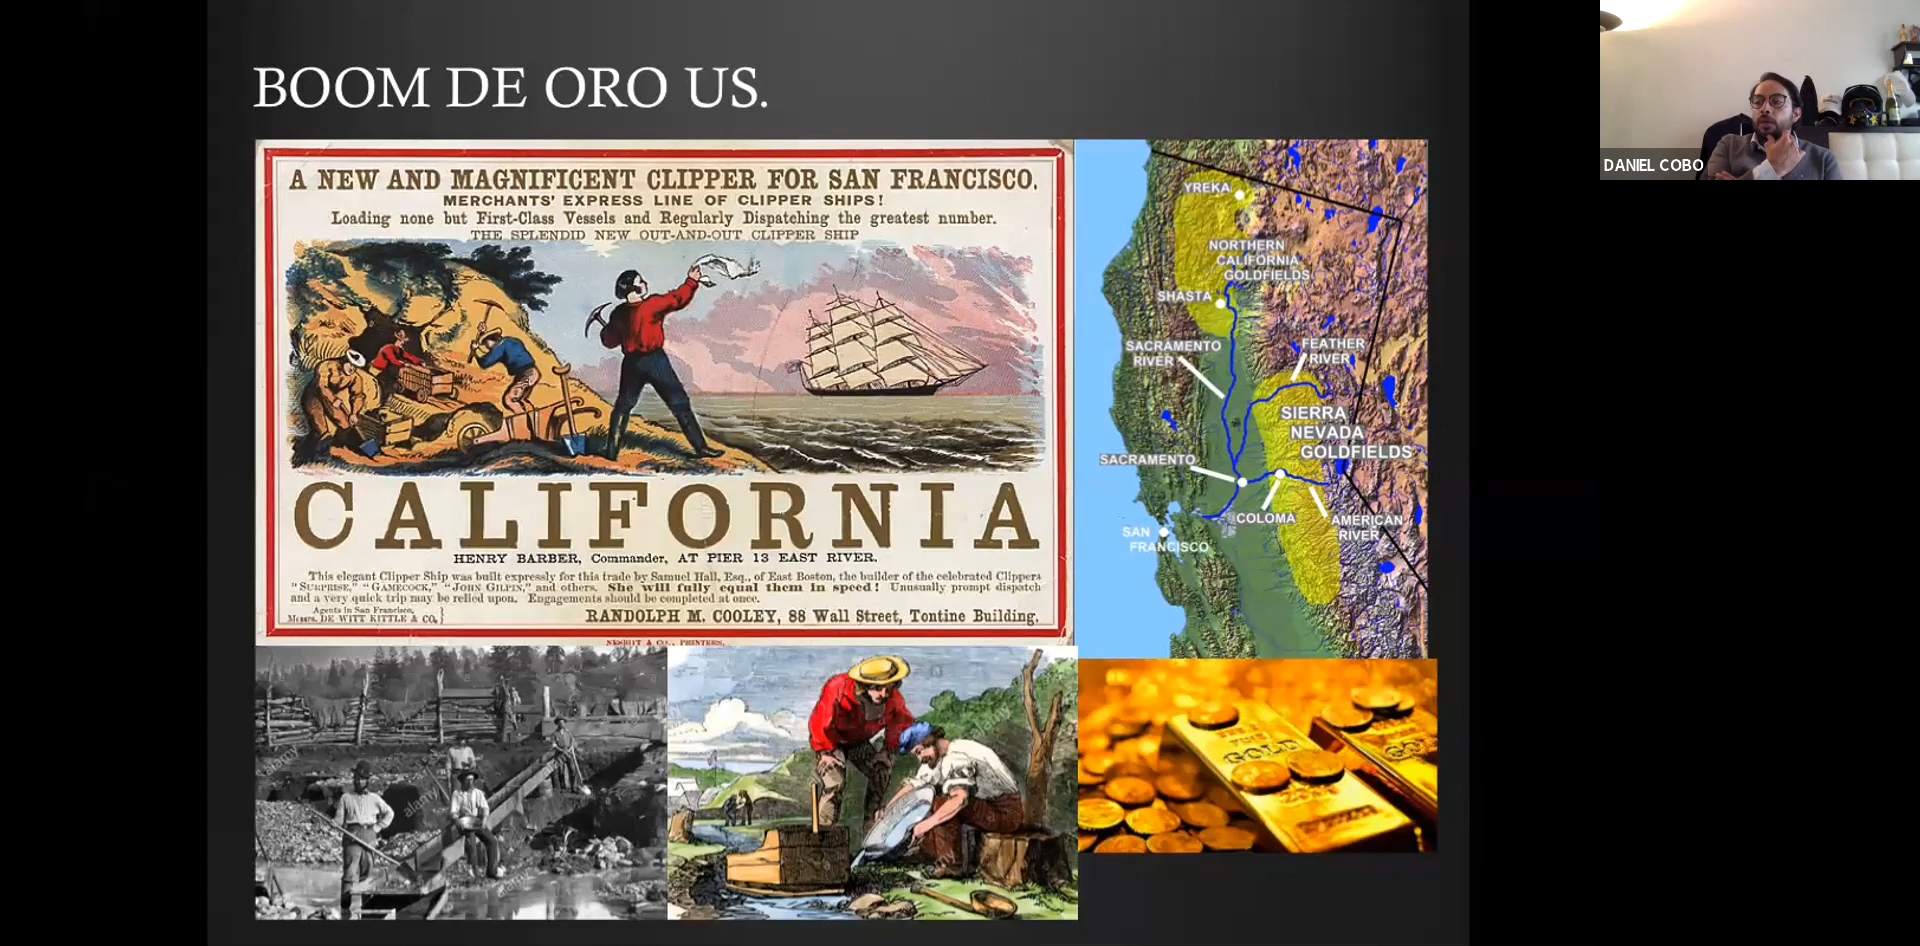 BOOM DE ORO US.
A NEW AND MAGNIFICENT CLIPPER FOR SAN FRANCISCO.
MERCHANTS' EXPRESS LINE OF CLIPPER SHIPS!
Loading none but First-Class Vessels and Regularly Dispatching the greatest number.
THE SPLENDID NEW OUT-AND-OUT CLIPPER SHIP
CALIFORNIA
HENRY BARBER, Commander, AT PIER 13 EAST RIVER.
This elegant Clipper Ship was built expressly for this trade by Samuel Hall, Esq., of East Boston, the builder of the celebrated Clippers
"SURPRISE," "GAMECOCK," "JOHN GILPIN," and others. She will fully equal them in speed! Unusually prompt dispatch
and a very quick trip may be relied upon. Engagements should be completed at once.
Agents in San Francisco,
Messrs. DE WITT KITTLE & CO.
RANDOLPH M. COOLEY, 88 Wall Street, Tontine Building.
NESBITT & CO., PRINTERS.
YREKA
NORTHERN
CALIFORNIA
GOLDFIELDS
SHASTA
SACRAMENTO
RIVER
FEATHER
RIVER
SIERRA
NEVADA
GOLDFIELDS
SACRAMENTO
COLOMA
AMERICAN
RIVER
SAN
FRANCISCO
alamy
alamy
alamy
FINE
GOLD
DANIEL COBO